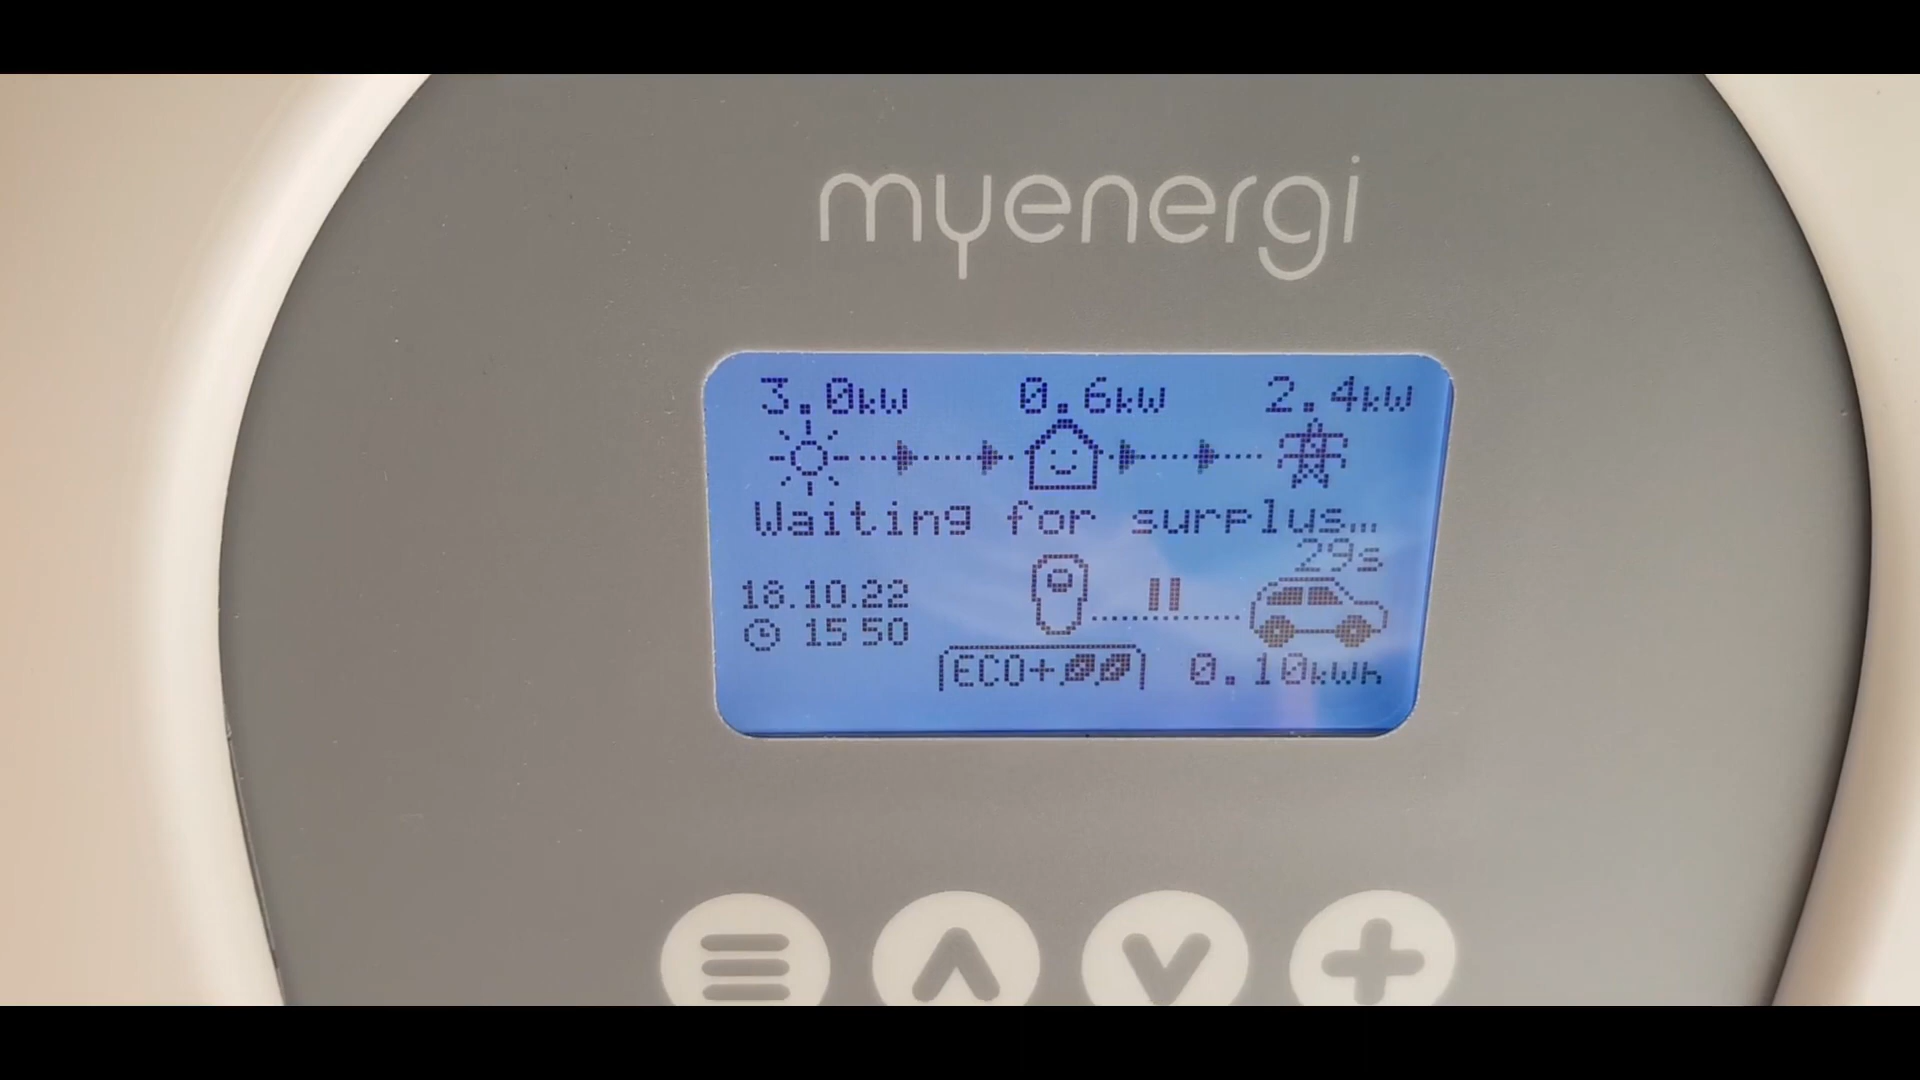 myenergi
3.0kW 0.6kW 2.4kW
Waiting for surplus...
29s
18.10.22
15 50
ECO+
0.10kWh